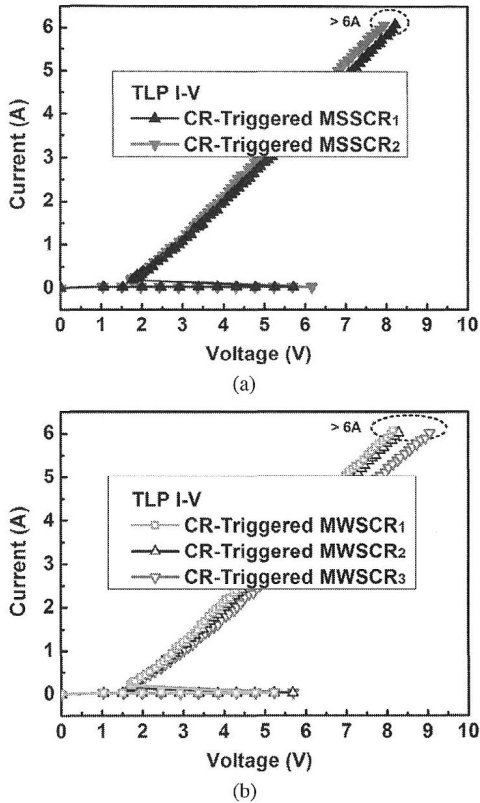 > 6A
6
5
4
3
2
1
0
Current (A)
TLP I-V
CR-Triggered MSSCR1
CR-Triggered MSSCR2
0 1 2 3 4 5 6 7 8 9 10
Voltage (V)
(a)
> 6A
6
5
4
3
2
1
0
Current (A)
TLP I-V
CR-Triggered MWSCR1
CR-Triggered MWSCR2
CR-Triggered MWSCR3
0 1 2 3 4 5 6 7 8 9 10
Voltage (V)
(b)